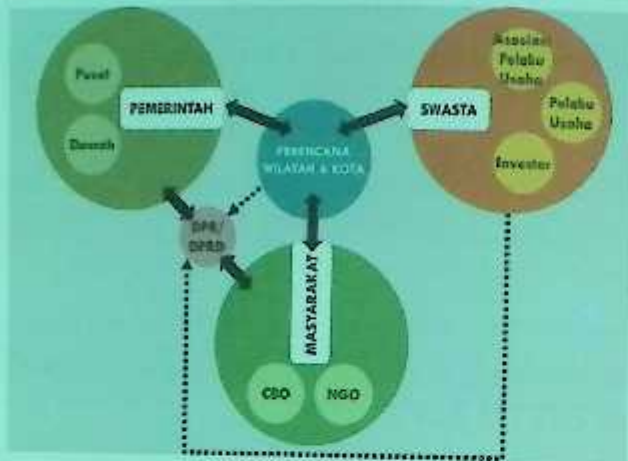 Pusat
PEMERINTAH
Daerah
PERENCANA
WILAYAH & KOTA
SWASTA
Asosiasi
Pelaku
Usaha
Pelaku
Usaha
Investor
DPR/
DPRD
MASYARAKAT
CBO
NGO